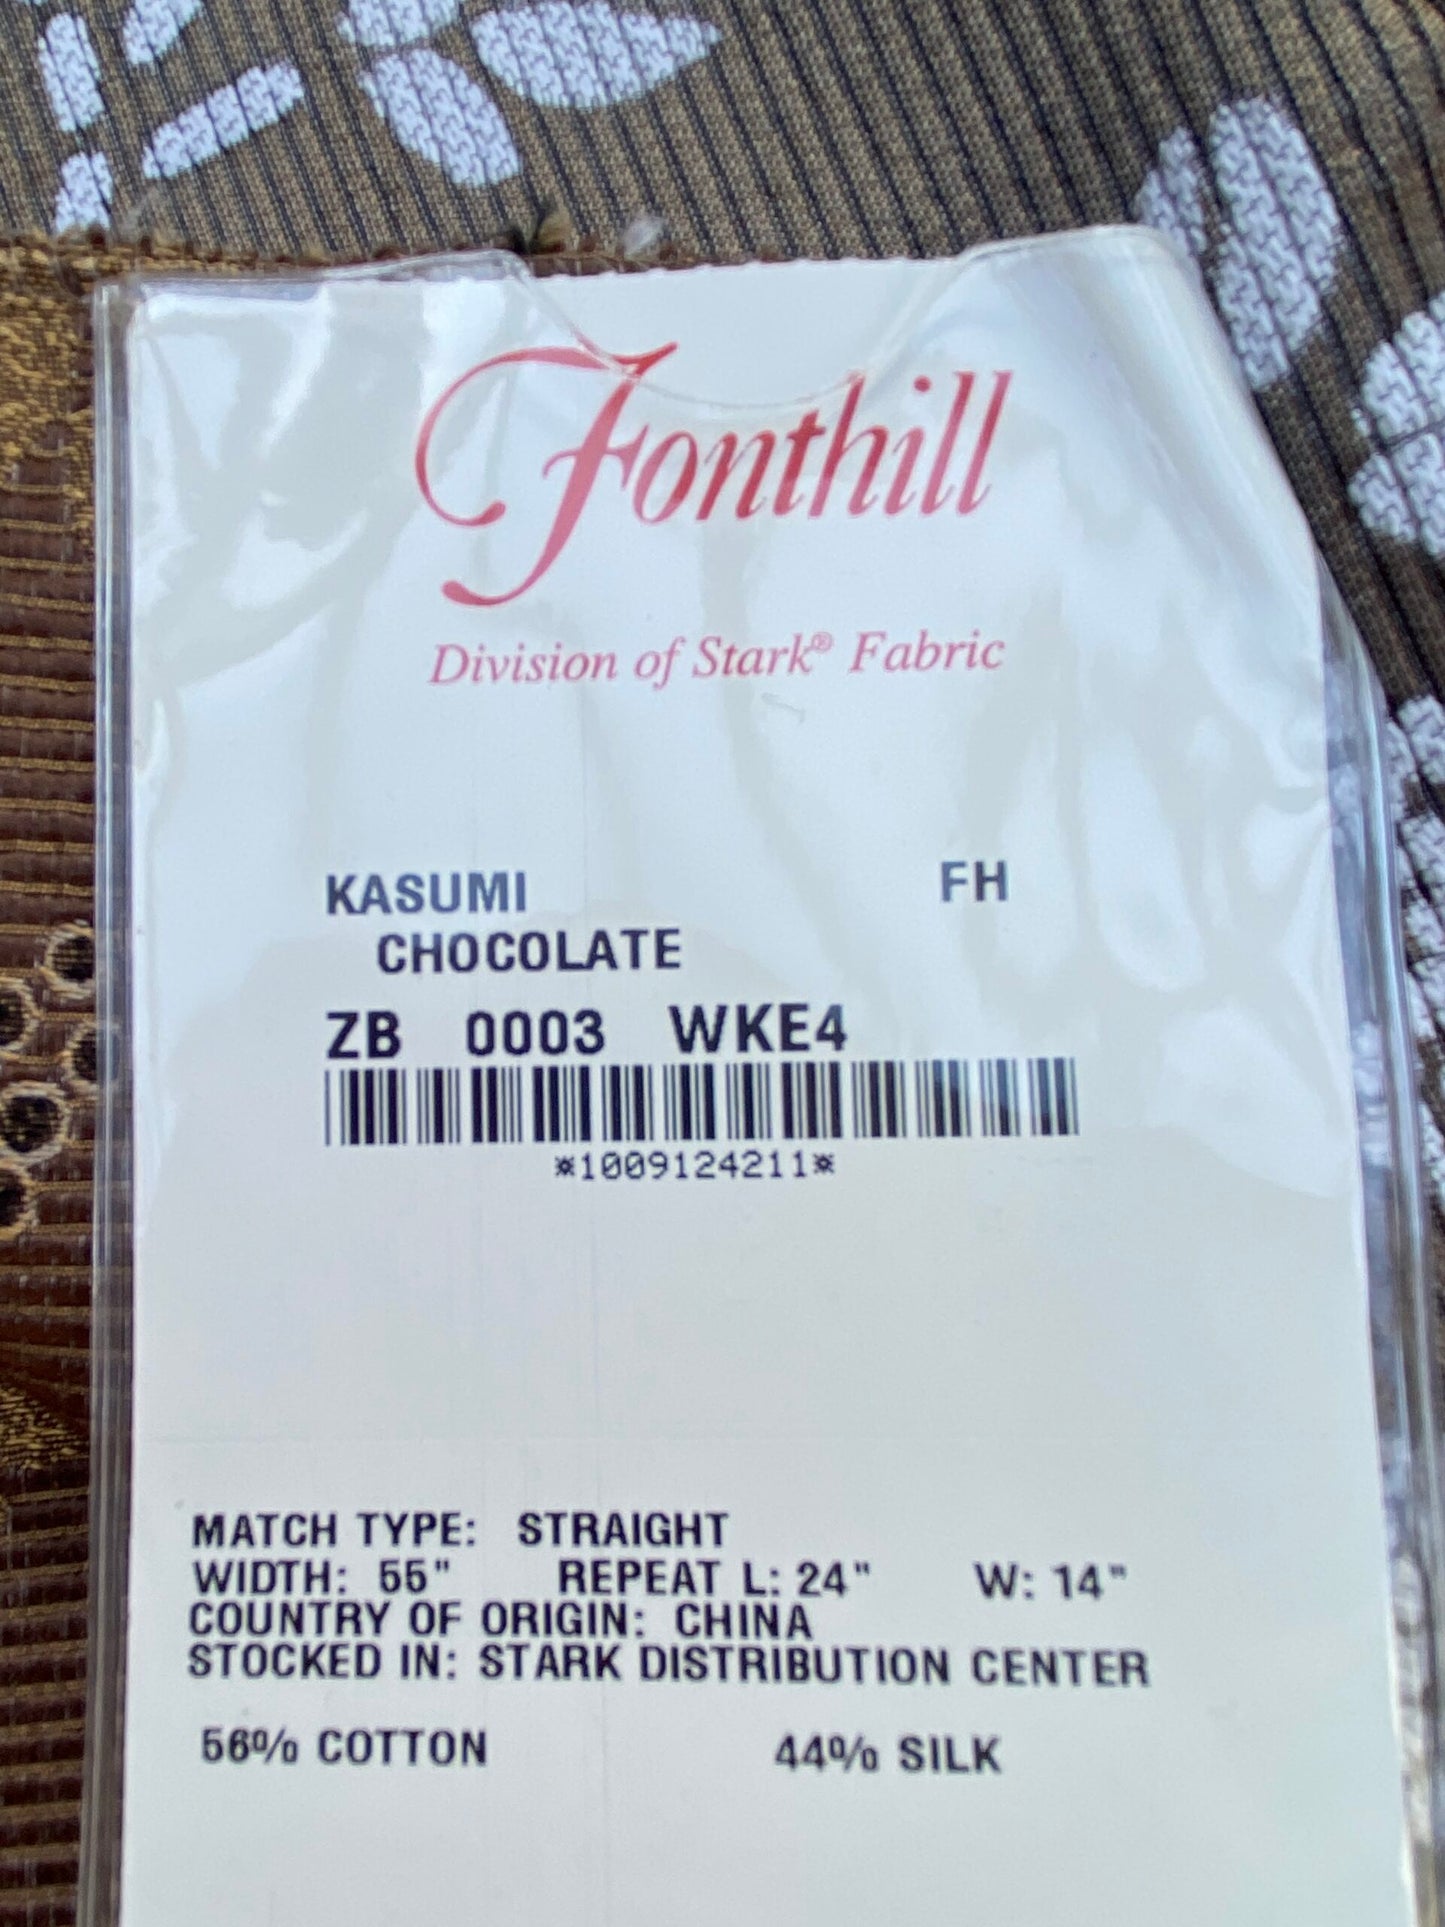 Fonthill
Division of Stark® Fabric
KASUMI FH
CHOCOLATE
ZB 0003 WKE4
*1009124211*
MATCH TYPE: STRAIGHT
WIDTH: 55" REPEAT L: 24" W: 14"
COUNTRY OF ORIGIN: CHINA
STOCKED IN: STARK DISTRIBUTION CENTER
56% COTTON 44% SILK